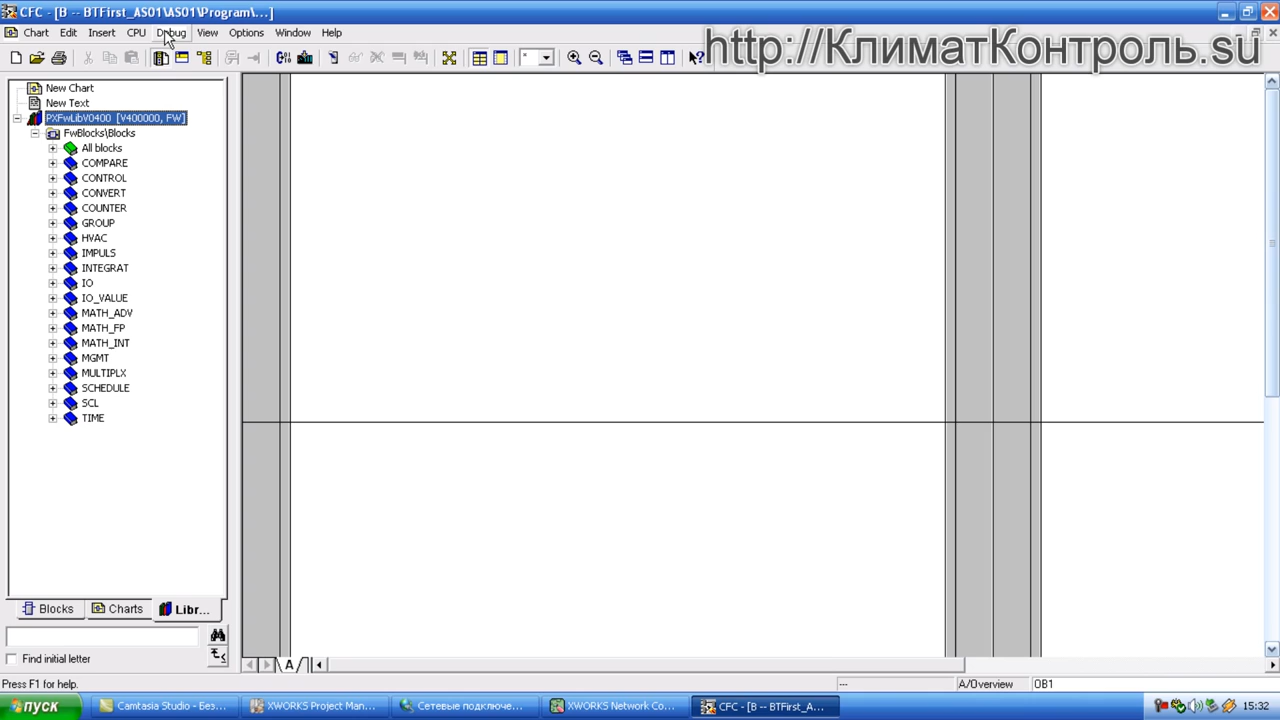 CFC - [B -- BTFirst_AS01\AS01\Program\...]
Chart Edit Insert CPU Debug View Options Window Help
http://КлиматКонтроль.su
New Chart
New Text
PXFwLibV0400 [V400000, FW]
FwBlocks\Blocks
All blocks
COMPARE
CONTROL
CONVERT
COUNTER
GROUP
HVAC
IMPULS
INTEGRAT
IO
IO_VALUE
MATH_ADV
MATH_FP
MATH_INT
MGMT
MULTIPLX
SCHEDULE
SCL
TIME
Blocks Charts Libr...
Find initial letter
A
Press F1 for help. --- A/Overview OB1
пуск Camtasia Studio - Без... XWORKS Project Man... Сетевые подключе... XWORKS Network Co... CFC - [B -- BTFirst_A... 15:32